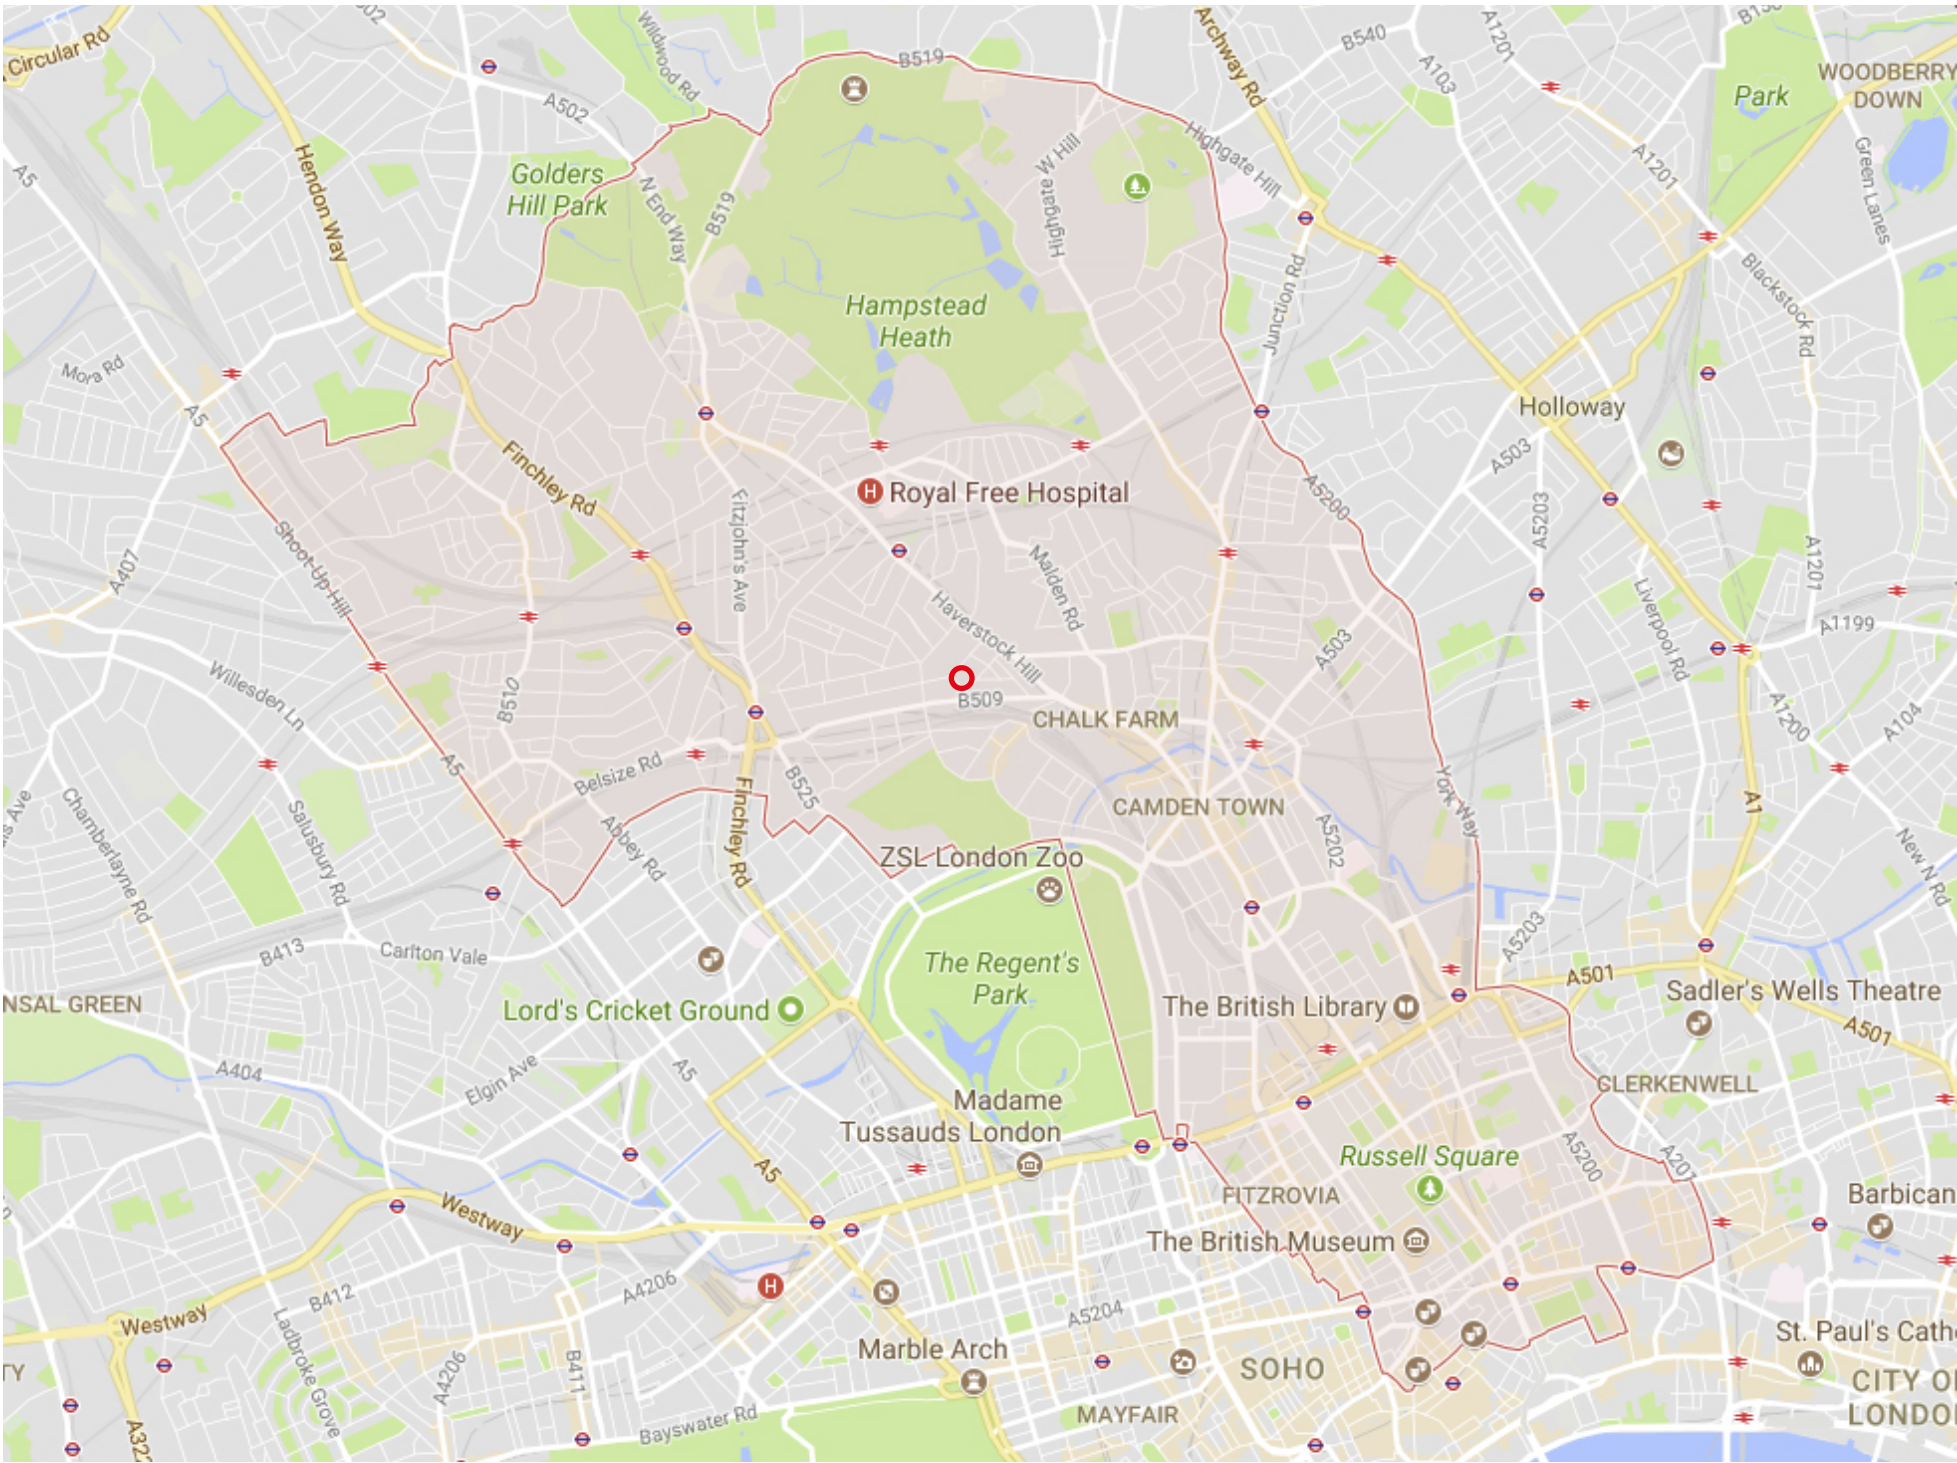 Circular Rd
A502
Wildwood Rd
B519
Archway Rd
B540
A1201
A103
WOODBERRY
DOWN
Park
A5
Hendon Way
Golders
Hill Park
N End Way
B519
Highgate W Hill
Highgate Hill
A1201
Green Lanes
Hampstead
Heath
Junction Rd
Blackstock Rd
Mora Rd
A5
Holloway
A503
Finchley Rd
Royal Free Hospital
Fitzjohn's Ave
A5200
A5203
A407
Shoot Up Hill
Malden Rd
Haverstock Hill
A503
Liverpool Rd
A1201
A1199
Willesden Ln
B510
B509
CHALK FARM
A1200
A104
A5
Belsize Rd
B525
Finchley Rd
Abbey Rd
CAMDEN TOWN
A5202
York Way
A1
Chamberlayne Rd
Salusbury Rd
ZSL London Zoo
New N Rd
B413
Carlton Vale
A5203
The Regent's
Park
A501
NSAL GREEN
Lord's Cricket Ground
The British Library
Sadler's Wells Theatre
A501
A404
Elgin Ave
A5
Madame
Tussauds London
CLERKENWELL
A5
Russell Square
A5200
A201
Westway
FITZROVIA
Barbican
The British Museum
B412
A4206
A5204
Westway
Ladbroke Grove
Marble Arch
St. Paul's Cath
TY
A4206
B411
SOHO
CITY O
LONDO
Bayswater Rd
MAYFAIR
A322